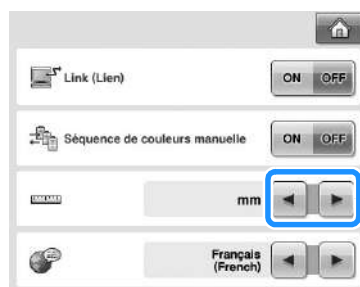 Link (Lien)
ON OFF
Séquence de couleurs manuelle
ON OFF
mm
Français
(French)